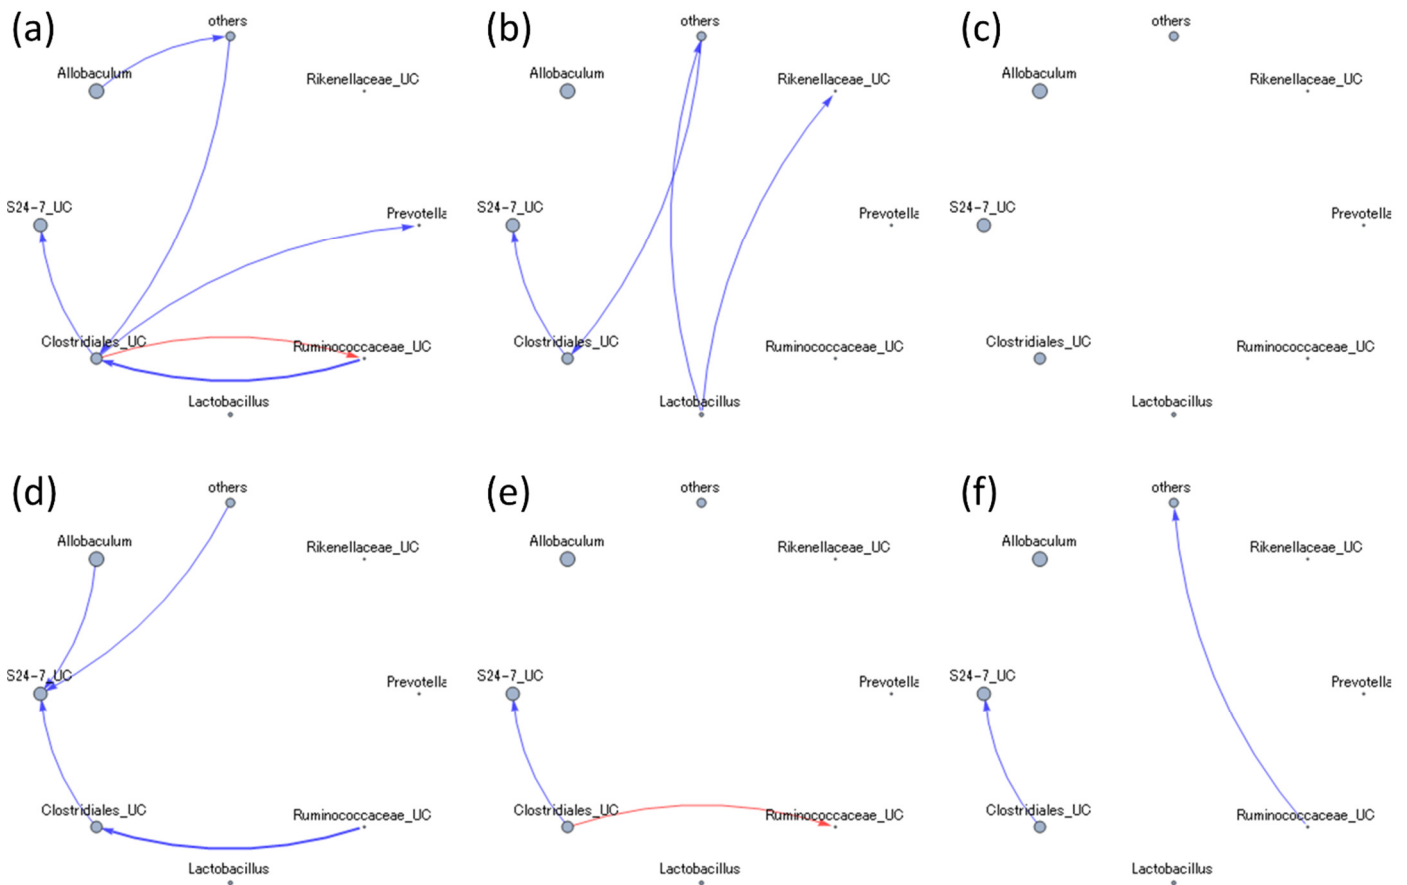 (a)
others
Allobaculum
Rikenellaceae_UC
S24-7_UC
Prevotella
Clostridiales_UC
Ruminococcaceae_UC
Lactobacillus
(b)
others
Allobaculum
Rikenellaceae_UC
S24-7_UC
Prevotella
Clostridiales_UC
Ruminococcaceae_UC
Lactobacillus
(c)
others
Allobaculum
Rikenellaceae_UC
S24-7_UC
Prevotella
Clostridiales_UC
Ruminococcaceae_UC
Lactobacillus
(d)
others
Allobaculum
Rikenellaceae_UC
S24-7_UC
Prevotella
Clostridiales_UC
Ruminococcaceae_UC
Lactobacillus
(e)
others
Allobaculum
Rikenellaceae_UC
S24-7_UC
Prevotella
Clostridiales_UC
Ruminococcaceae_UC
Lactobacillus
(f)
others
Allobaculum
Rikenellaceae_UC
S24-7_UC
Prevotella
Clostridiales_UC
Ruminococcaceae_UC
Lactobacillus